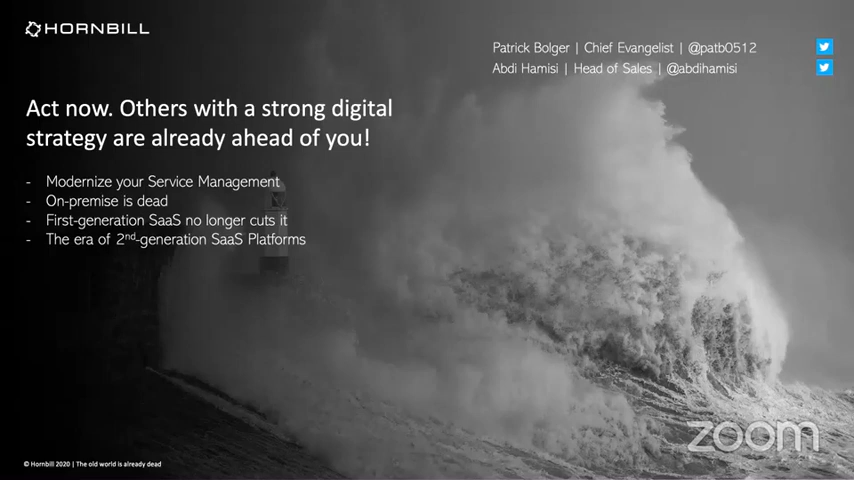 HORNBILL
Patrick Bolger | Chief Evangelist | @patb0512
Abdi Hamisi | Head of Sales | @abdihamisi
Act now. Others with a strong digital
strategy are already ahead of you!
- Modernize your Service Management
- On-premise is dead
- First-generation SaaS no longer cuts it
- The era of 2nd-generation SaaS Platforms
zoom
© Hornbill 2020 | The old world is already dead